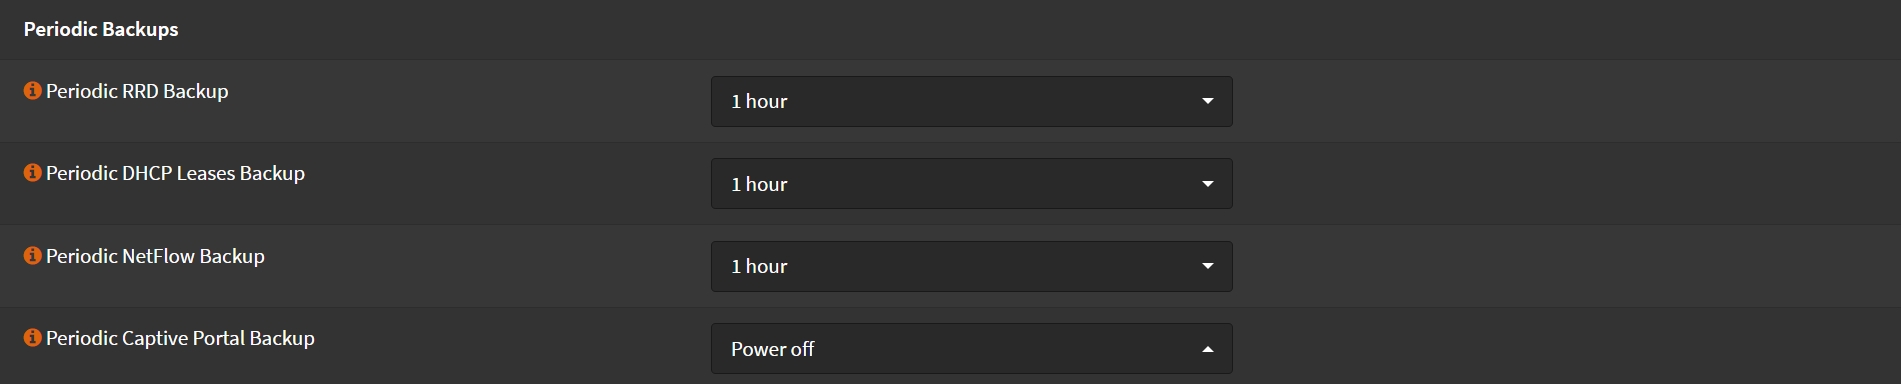 Periodic Backups
Periodic RRD Backup
1 hour
Periodic DHCP Leases Backup
1 hour
Periodic NetFlow Backup
1 hour
Periodic Captive Portal Backup
Power off